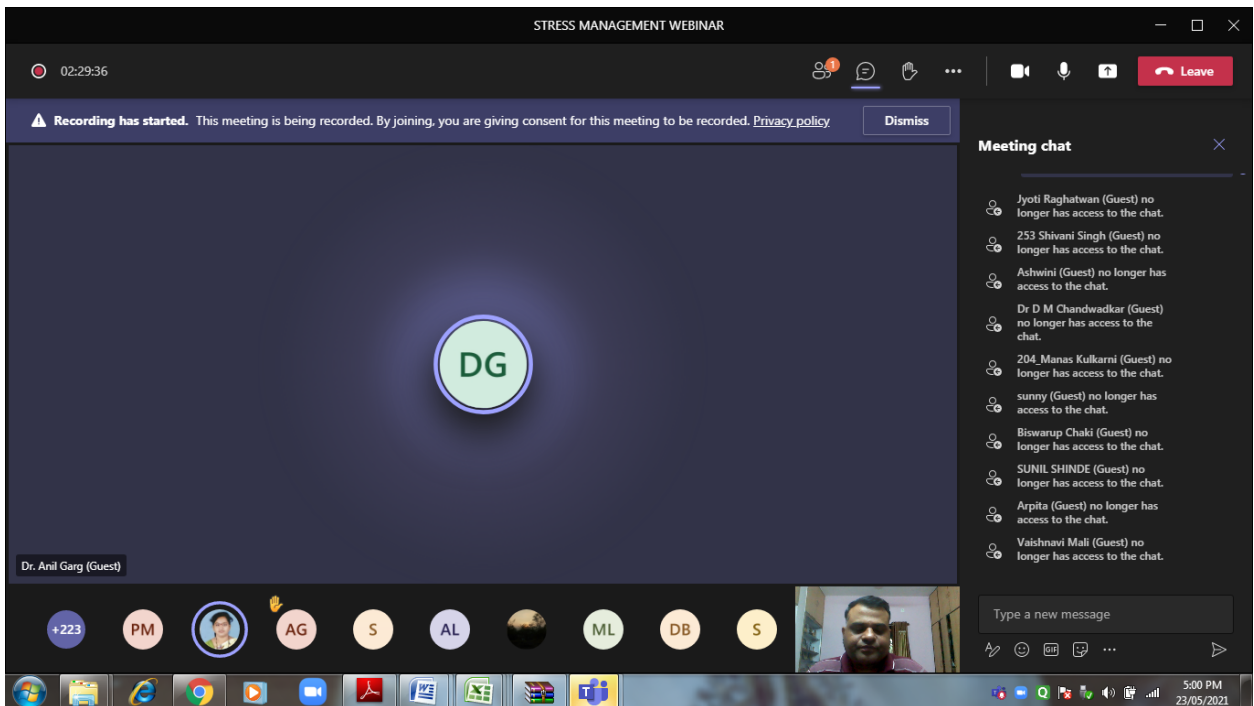 STRESS MANAGEMENT WEBINAR
02:29:36
1
Leave
Recording has started. This meeting is being recorded. By joining, you are giving consent for this meeting to be recorded. Privacy policy
Dismiss
DG
Dr. Anil Garg (Guest)
+223
PM
AG
S
AL
ML
DB
S
Meeting chat
Jyoti Raghatwan (Guest) no
longer has access to the chat.
253 Shivani Singh (Guest) no
longer has access to the chat.
Ashwini (Guest) no longer has
access to the chat.
Dr D M Chandwadkar (Guest)
no longer has access to the
chat.
204_Manas Kulkarni (Guest) no
longer has access to the chat.
sunny (Guest) no longer has
access to the chat.
Biswarup Chaki (Guest) no
longer has access to the chat.
SUNIL SHINDE (Guest) no
longer has access to the chat.
Arpita (Guest) no longer has
access to the chat.
Vaishnavi Mali (Guest) no
longer has access to the chat.
Type a new message
GIF
5:00 PM
23/05/2021